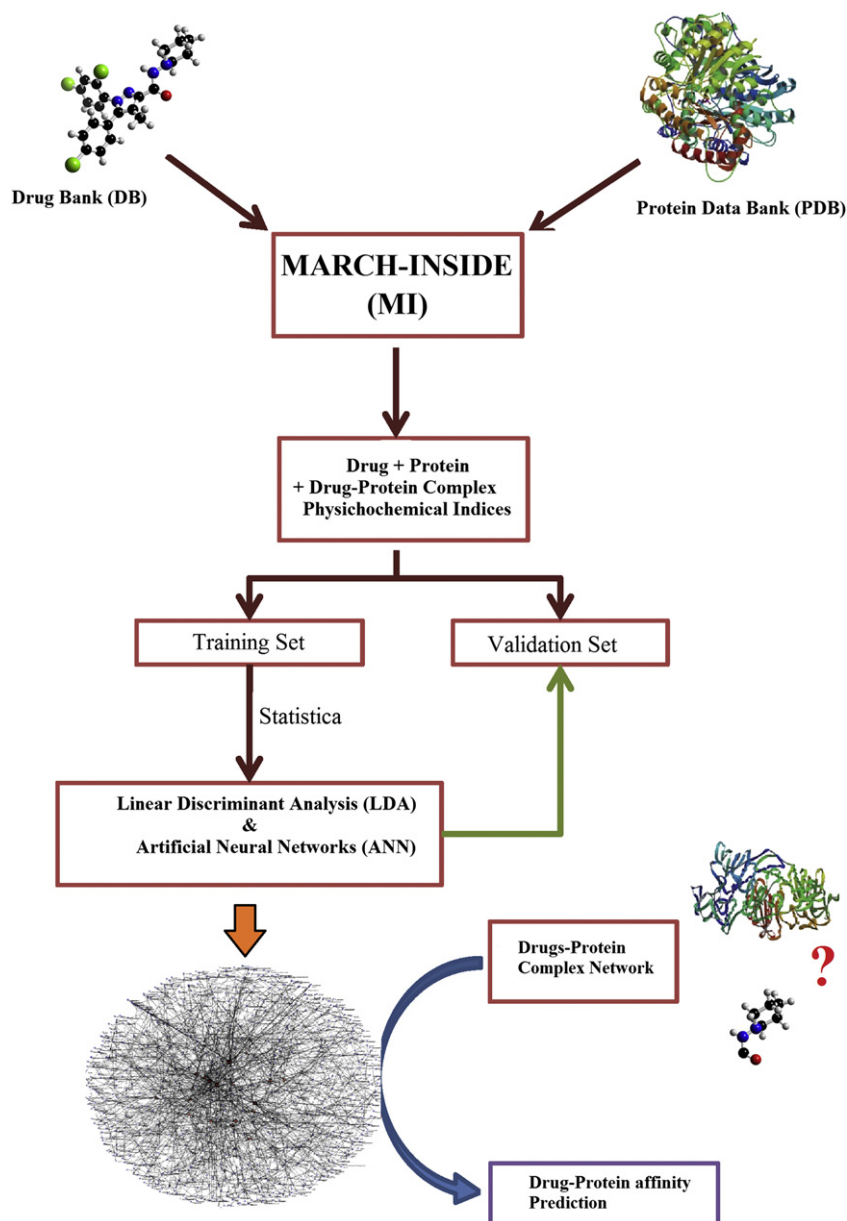 Drug Bank (DB)
Protein Data Bank (PDB)
MARCH-INSIDE
(MI)
Drug + Protein
+ Drug-Protein Complex
Physichochemical Indices
Training Set
Validation Set
Statistica
Linear Discriminant Analysis (LDA)
&
Artificial Neural Networks (ANN)
Drugs-Protein
Complex Network
?
Drug-Protein affinity
Prediction